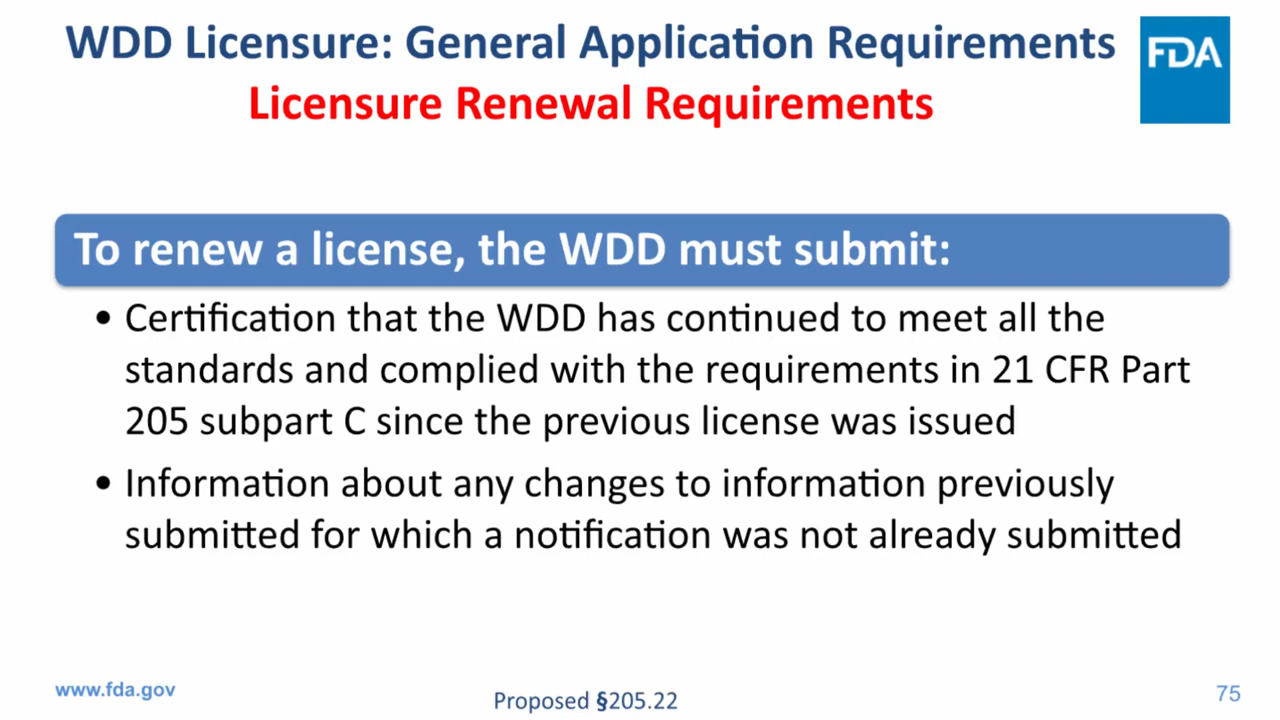 WDD Licensure: General Application Requirements
FDA
Licensure Renewal Requirements
To renew a license, the WDD must submit:
• Certification that the WDD has continued to meet all the
standards and complied with the requirements in 21 CFR Part
205 subpart C since the previous license was issued
• Information about any changes to information previously
submitted for which a notification was not already submitted
www.fda.gov
Proposed §205.22
75